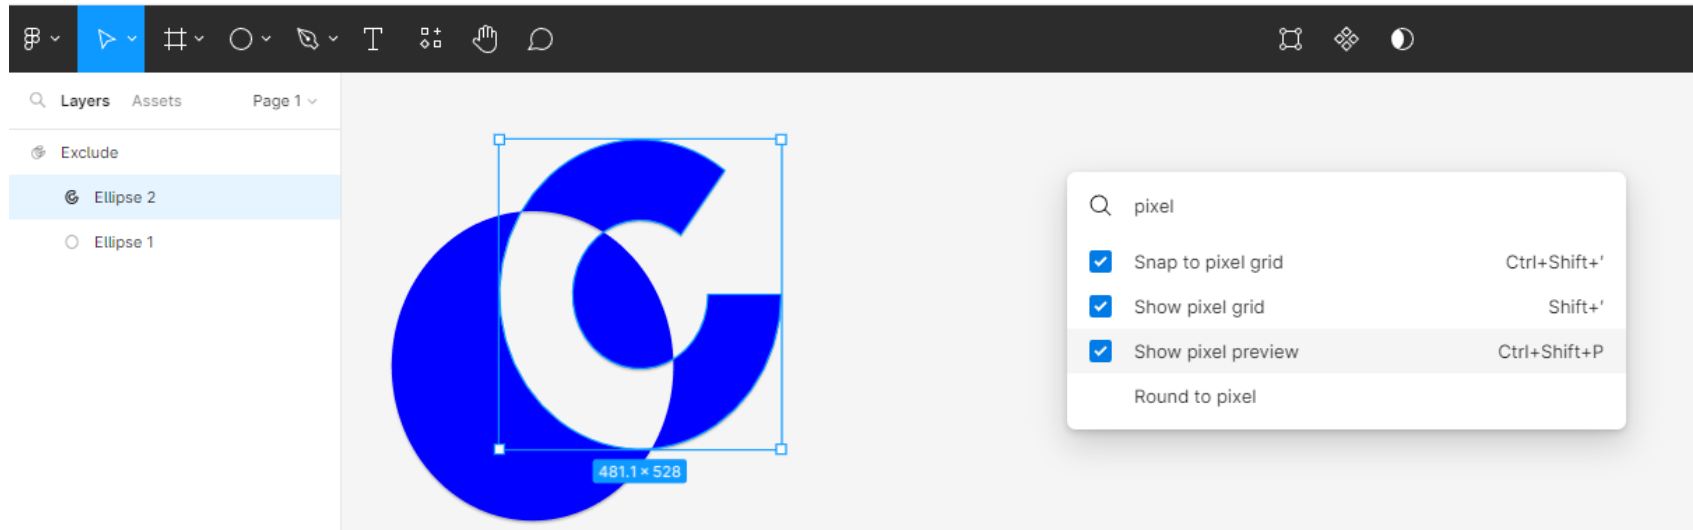 Layers Assets Page 1
Exclude
Ellipse 2
Ellipse 1
481.1 × 528
pixel
Snap to pixel grid Ctrl+Shift+'
Show pixel grid Shift+'
Show pixel preview Ctrl+Shift+P
Round to pixel